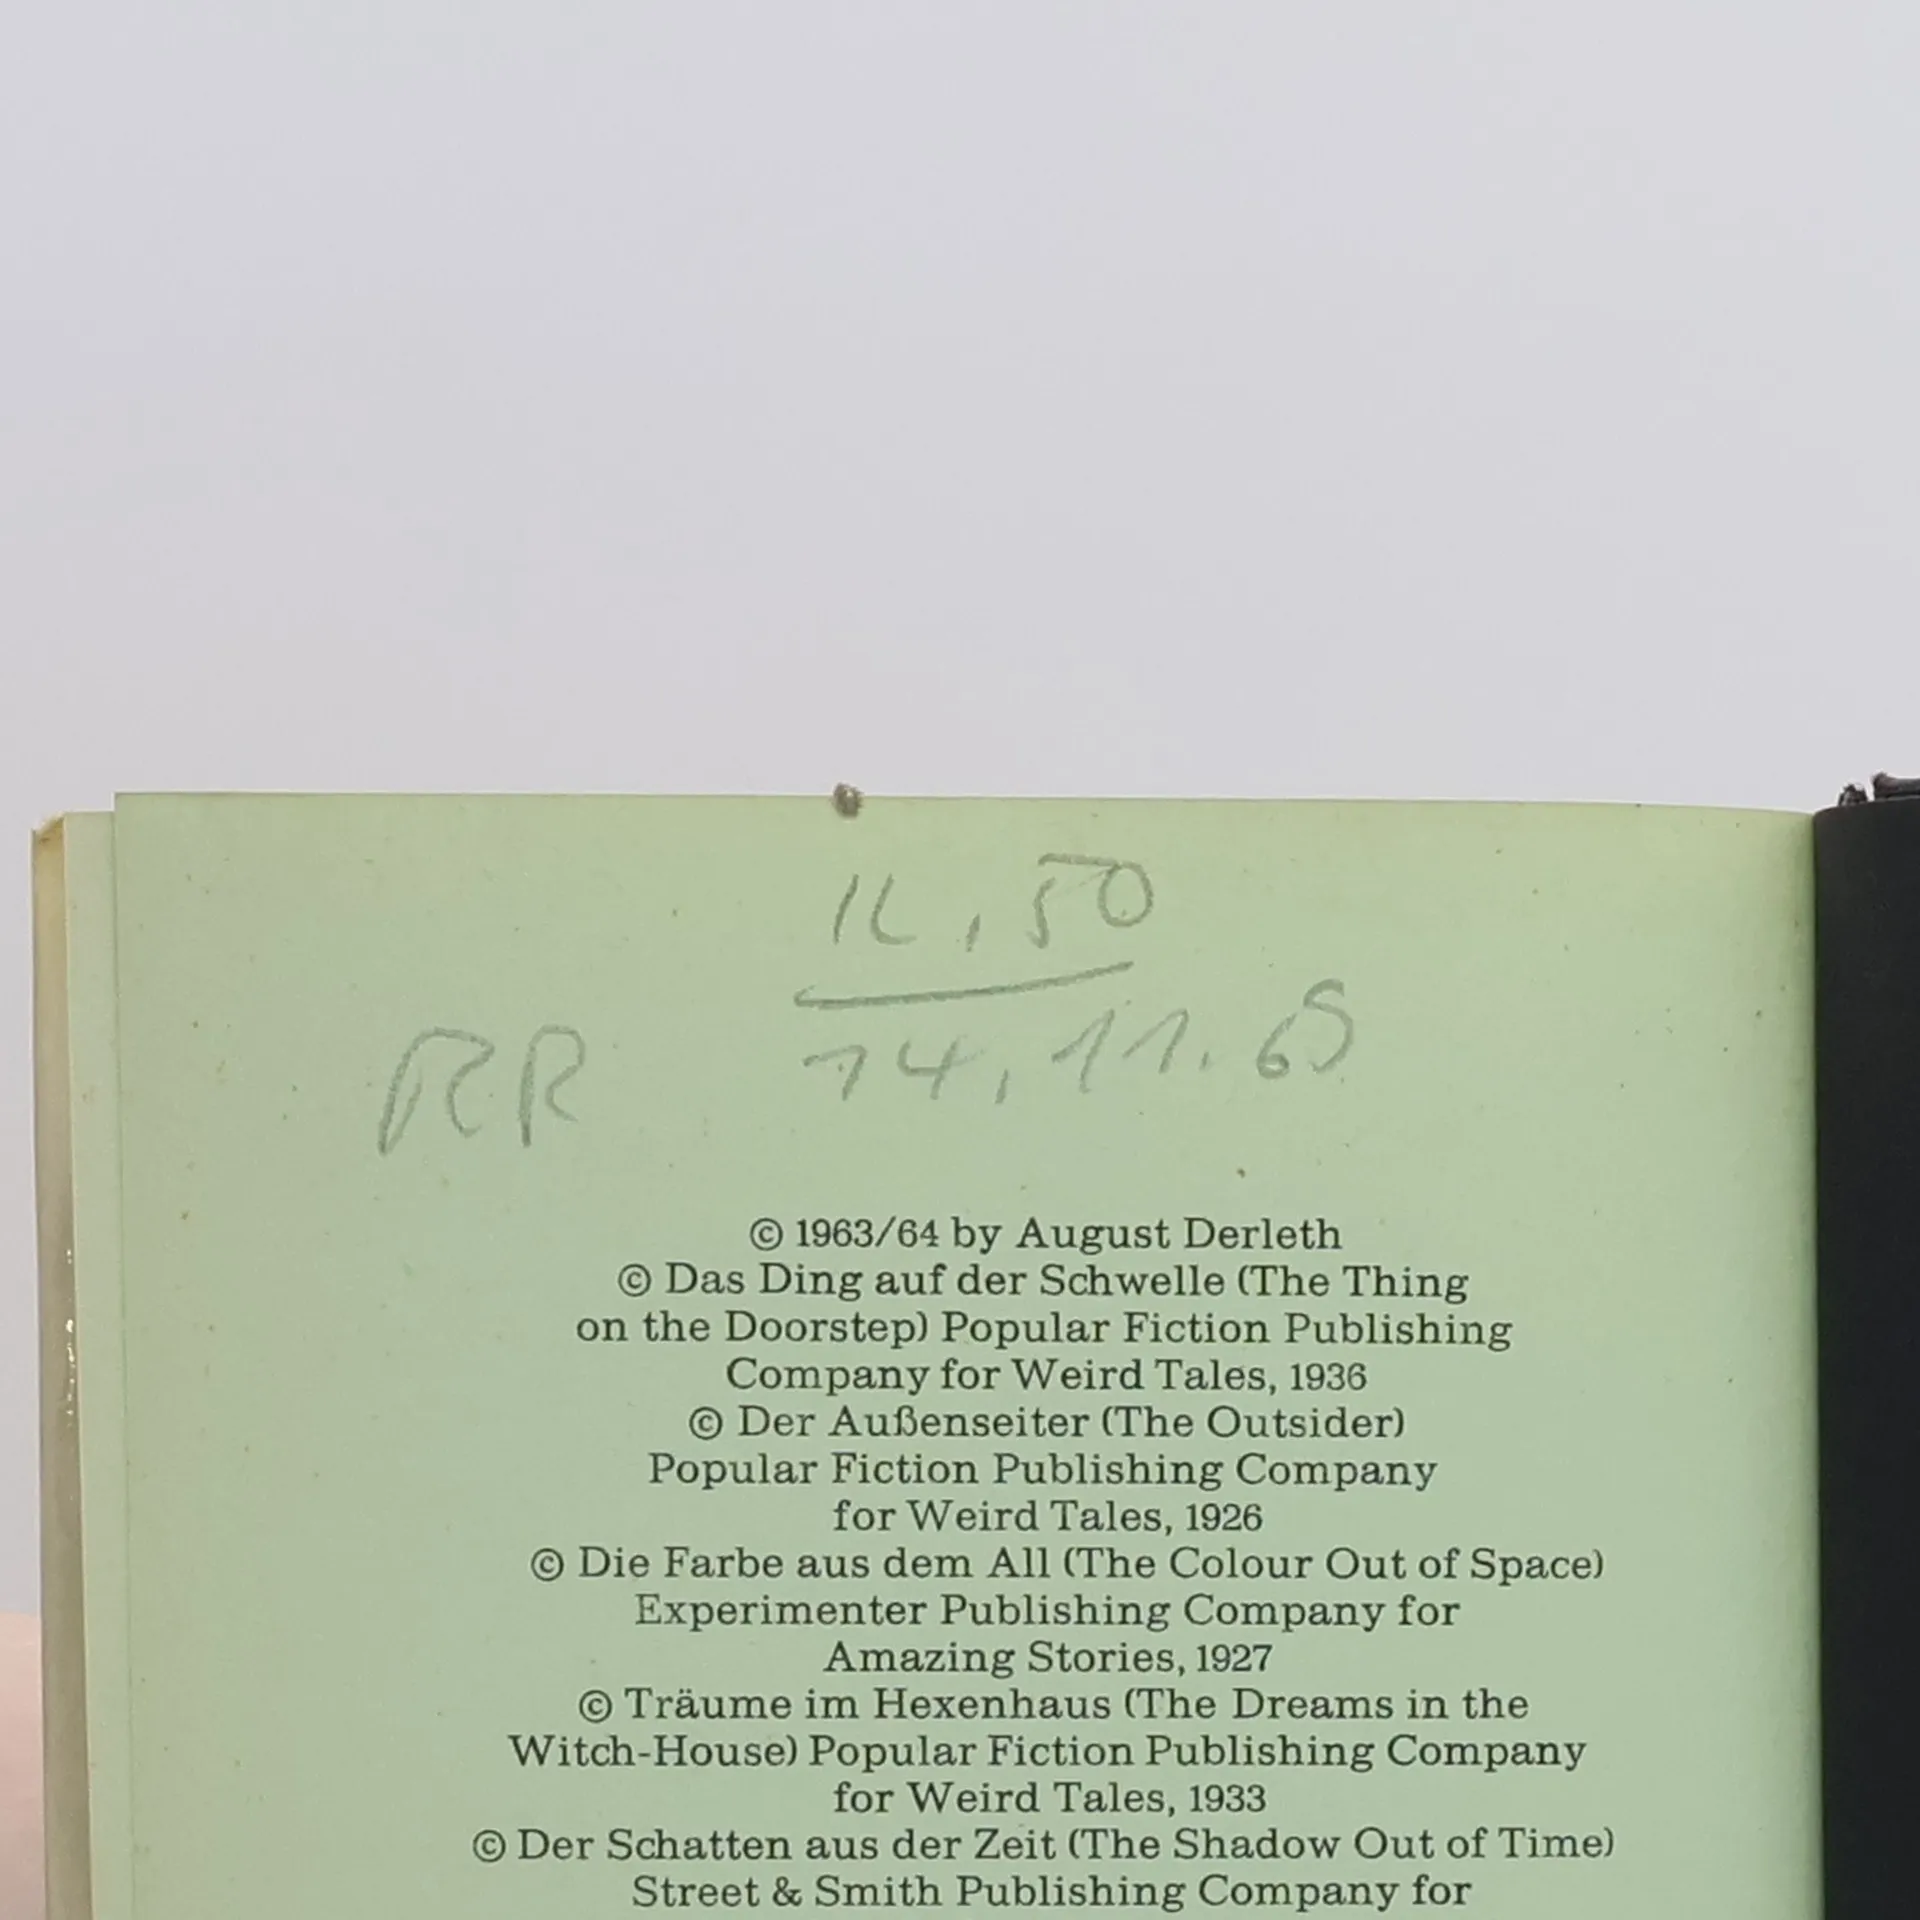 12,50
RR 14.11.69
© 1963/64 by August Derleth
© Das Ding auf der Schwelle (The Thing
on the Doorstep) Popular Fiction Publishing
Company for Weird Tales, 1936
© Der Außenseiter (The Outsider)
Popular Fiction Publishing Company
for Weird Tales, 1926
© Die Farbe aus dem All (The Colour Out of Space)
Experimenter Publishing Company for
Amazing Stories, 1927
© Träume im Hexenhaus (The Dreams in the
Witch-House) Popular Fiction Publishing Company
for Weird Tales, 1933
© Der Schatten aus der Zeit (The Shadow Out of Time)
Street & Smith Publishing Company for